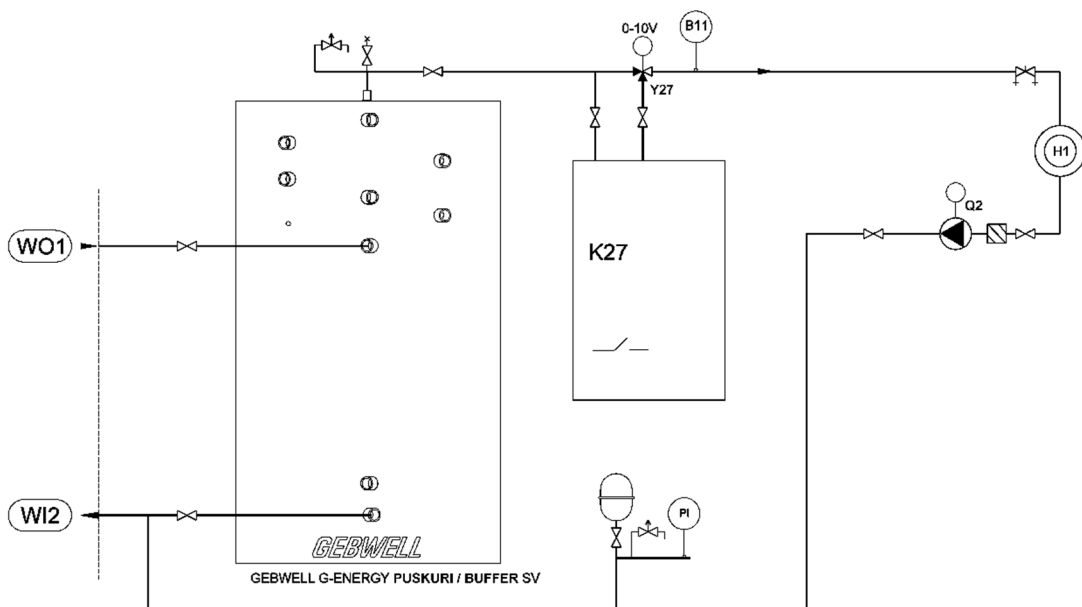 0-10V
B11
Y27
H1
Q2
WO1
K27
WI2
PI
GEBWELL
GEBWELL G-ENERGY PUSKURI / BUFFER SV